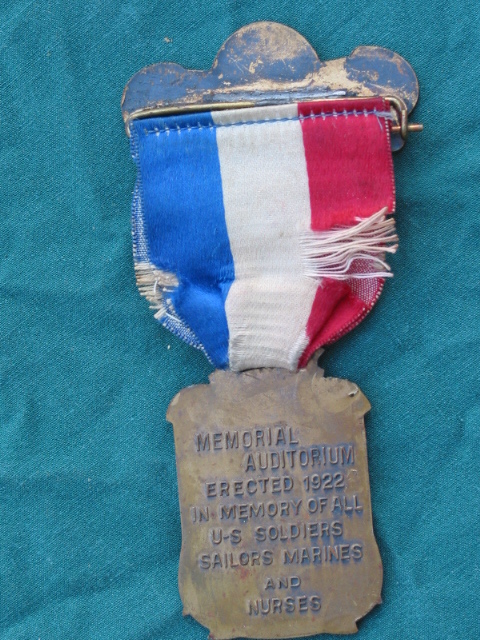 MEMORIAL
AUDITORIUM
ERECTED 1922
IN MEMORY OF ALL
U-S SOLDIERS
SAILORS MARINES
AND
NURSES